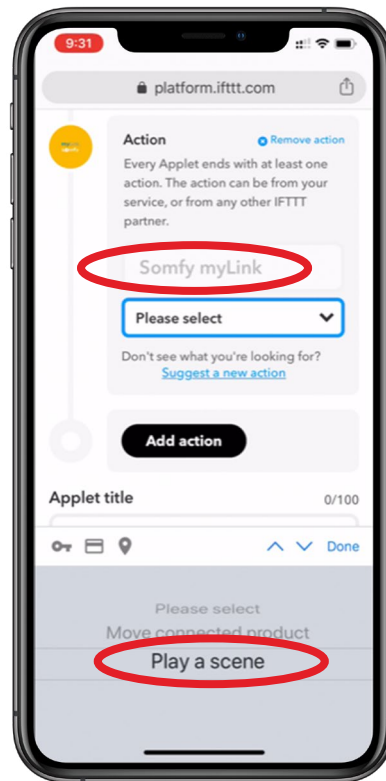 9:31
platform.ifttt.com
Action
Remove action
Every Applet ends with at least one
action. The action can be from your
service, or from any other IFTTT
partner.
Somfy myLink
Please select
Don't see what you're looking for?
Suggest a new action
Add action
Applet title
0/100
Done
Please select
Move connected product
Play a scene